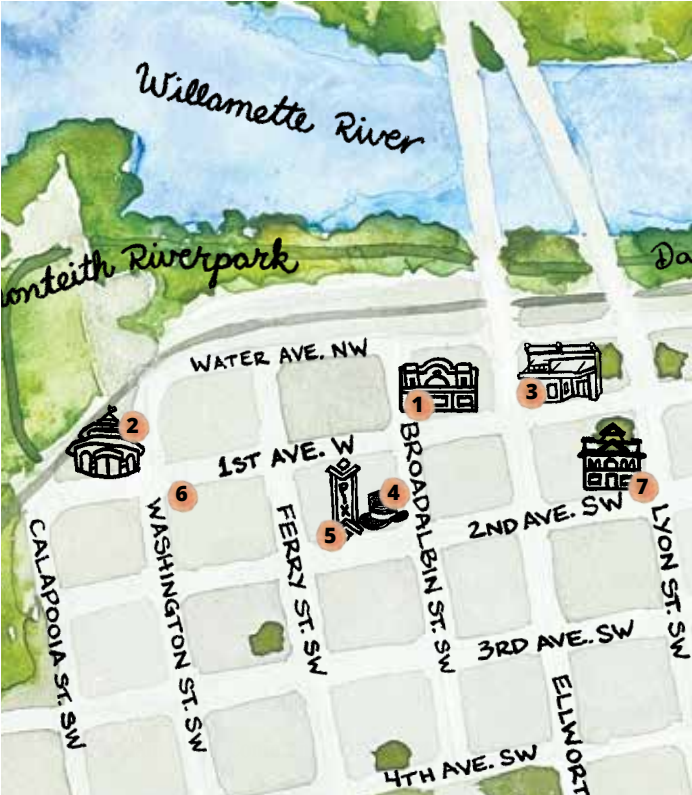 Willamette River
onteith Riverpark
Da
WATER AVE. NW
1
3
2
1ST AVE. W
PIX
4
5
6
7
2ND AVE. SW
BROADALBIN ST. SW
CALAPOOIA ST. SW
WASHINGTON ST. SW
FERRY ST. SW
LYON ST. SW
3RD AVE. SW
ELLWORT
4TH AVE. SW